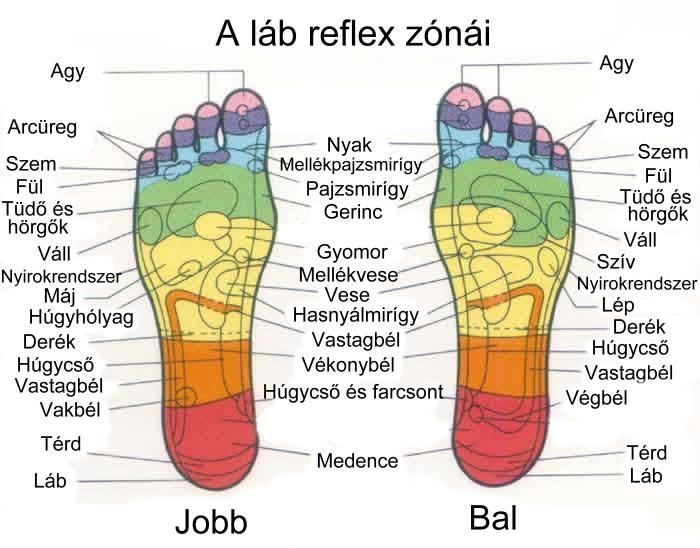 A láb reflex zónái
Agy
Arcüreg
Szem
Fül
Tüdő és
hörgők
Váll
Nyirokrendszer
Máj
Húgyhólyag
Derék
Húgycső
Vastagbél
Vakbél
Térd
Láb
Nyak
Mellékpajzsmirígy
Pajzsmirígy
Gerinc
Gyomor
Mellékvese
Vese
Hasnyálmirígy
Vastagbél
Vékonybél
Húgycső és farcsont
Medence
Agy
Arcüreg
Szem
Fül
Tüdő és
hörgők
Váll
Szív
Nyirokrendszer
Lép
Derék
Húgycső
Vastagbél
Végbél
Térd
Láb
Jobb
Bal